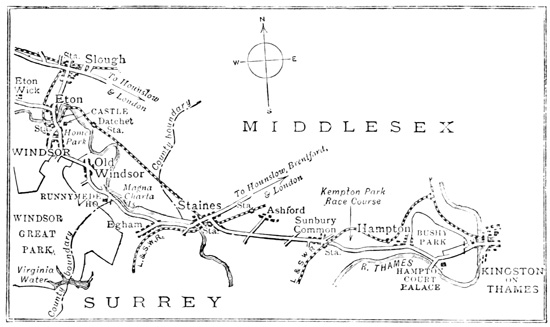 N
W E
S
Sta. Slough
To Hounslow
& London
Eton
Wick
Eton
CASTLE
Datchet
Sta.
Sta.
Home
Park
WINDSOR
County boundary
MIDDLESEX
Old
Windsor
RUNNYMEDE
HO.
Magna
Charta
Is.
Staines
Sta.
Sta.
To Hounslow, Brentford,
& London
Ashford
Kempton Park
Race Course
Egham
L.& S.W.R.
Sunbury
Common
Hampton
Sta.
L.& S.W.R.
BUSHY
PARK
R. THAMES
HAMPTON
COURT
PALACE
KINGSTON
ON
THAMES
WINDSOR
GREAT
PARK
Virginia
Water
County boundary
SURREY